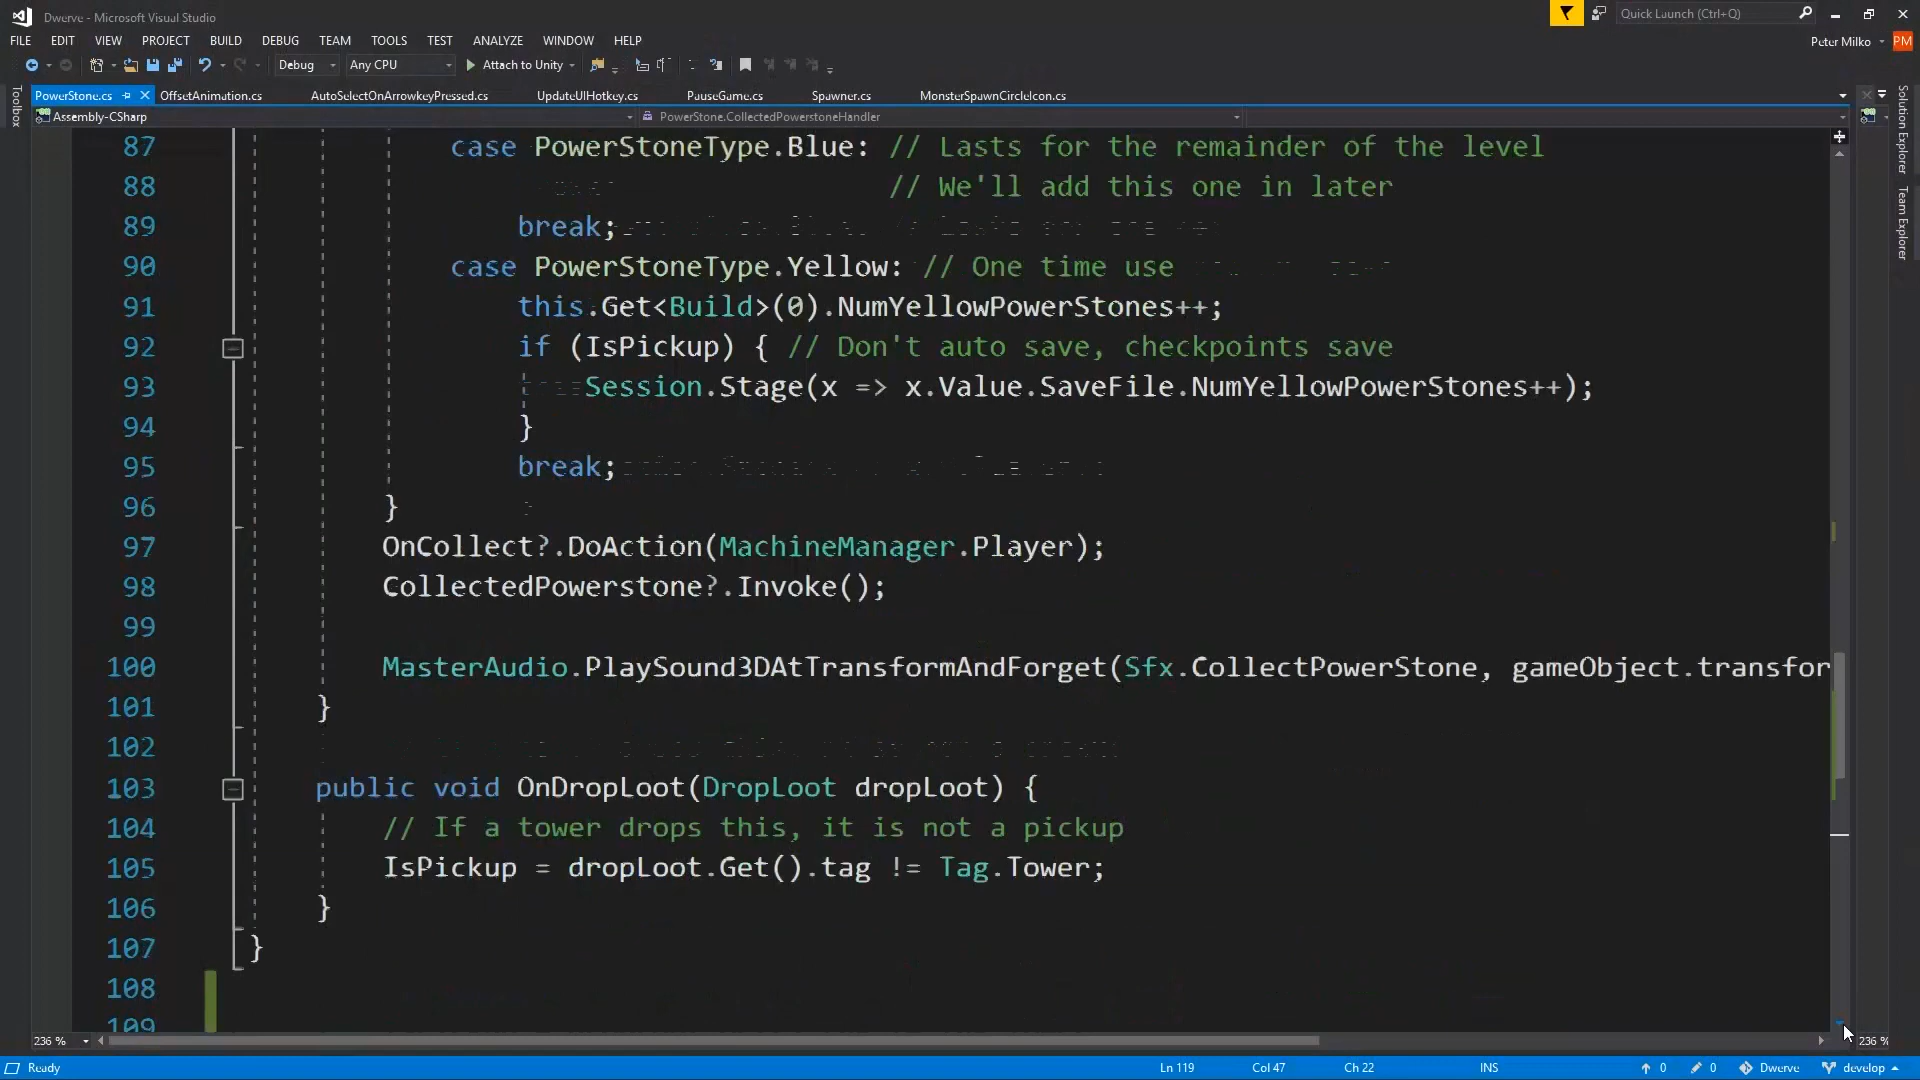 Dwerve - Microsoft Visual Studio
Quick Launch (Ctrl+Q)
FILE EDIT VIEW PROJECT BUILD DEBUG TEAM TOOLS TEST ANALYZE WINDOW HELP
Peter Milko PM
Debug Any CPU Attach to Unity
PowerStone.cs OffsetAnimation.cs AutoSelectOnArrowkeyPressed.cs UpdateUIHotkey.cs PauseGame.cs Spawner.cs MonsterSpawnCircleIcon.cs
Assembly-CSharp PowerStone.CollectedPowerstoneHandler
Toolbox
Solution Explorer
Team Explorer
87 case PowerStoneType.Blue: // Lasts for the remainder of the level
88 // We'll add this one in later
89 break;
90 case PowerStoneType.Yellow: // One time use
91 this.Get<Build>(0).NumYellowPowerStones++;
92 if (IsPickup) { // Don't auto save, checkpoints save
93 Session.Stage(x => x.Value.SaveFile.NumYellowPowerStones++);
94 }
95 break;
96 }
97 OnCollect?.DoAction(MachineManager.Player);
98 CollectedPowerstone?.Invoke();
99
100 MasterAudio.PlaySound3DAtTransformAndForget(Sfx.CollectPowerStone, gameObject.transfor
101 }
102
103 public void OnDropLoot(DropLoot dropLoot) {
104 // If a tower drops this, it is not a pickup
105 IsPickup = dropLoot.Get().tag != Tag.Tower;
106 }
107 }
108
109
236 % 236 %
Ready Ln 119 Col 47 Ch 22 INS 0 0 Dwerve develop